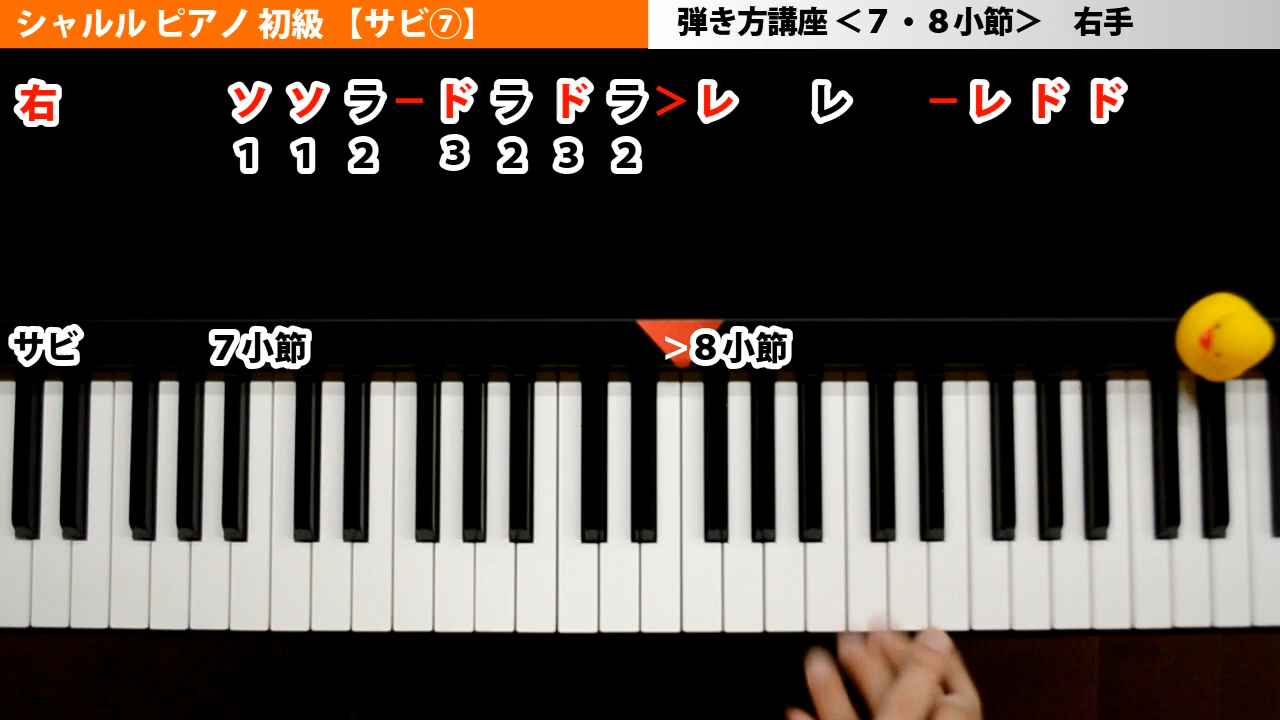 シャルル ピアノ 初級 【サビ⑦】
弾き方講座 ＜７・８小節＞ 右手
右 ソ ソ ラ － ド ラ ド ラ ＞ レ レ － レ ド ド
1 1 2 3 2 3 2
サビ 7小節 >8小節